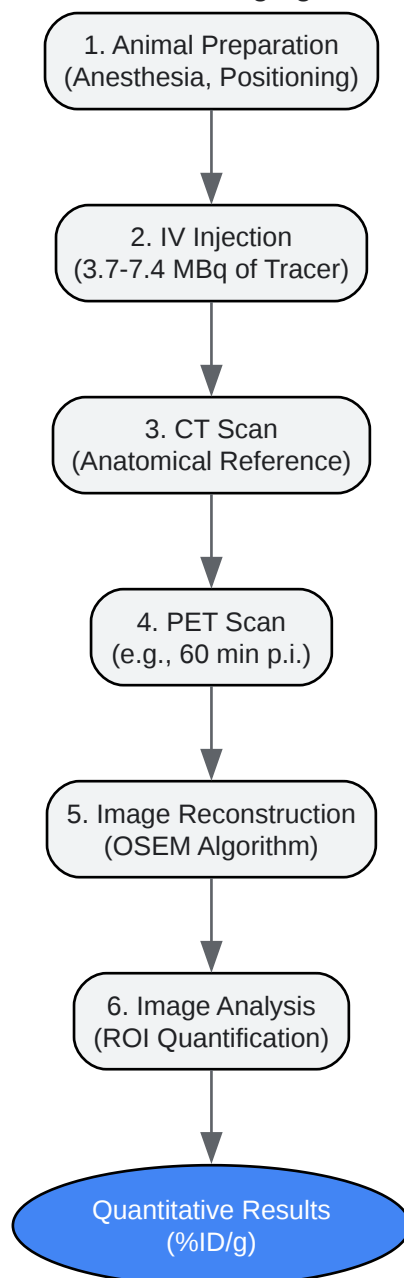 1. Animal Preparation
(Anesthesia, Positioning)
2. IV Injection
(3.7-7.4 MBq of Tracer)
3. CT Scan
(Anatomical Reference)
4. PET Scan
(e.g., 60 min p.i.)
5. Image Reconstruction
(OSEM Algorithm)
6. Image Analysis
(ROI Quantification)
Quantitative Results
(%ID/g)